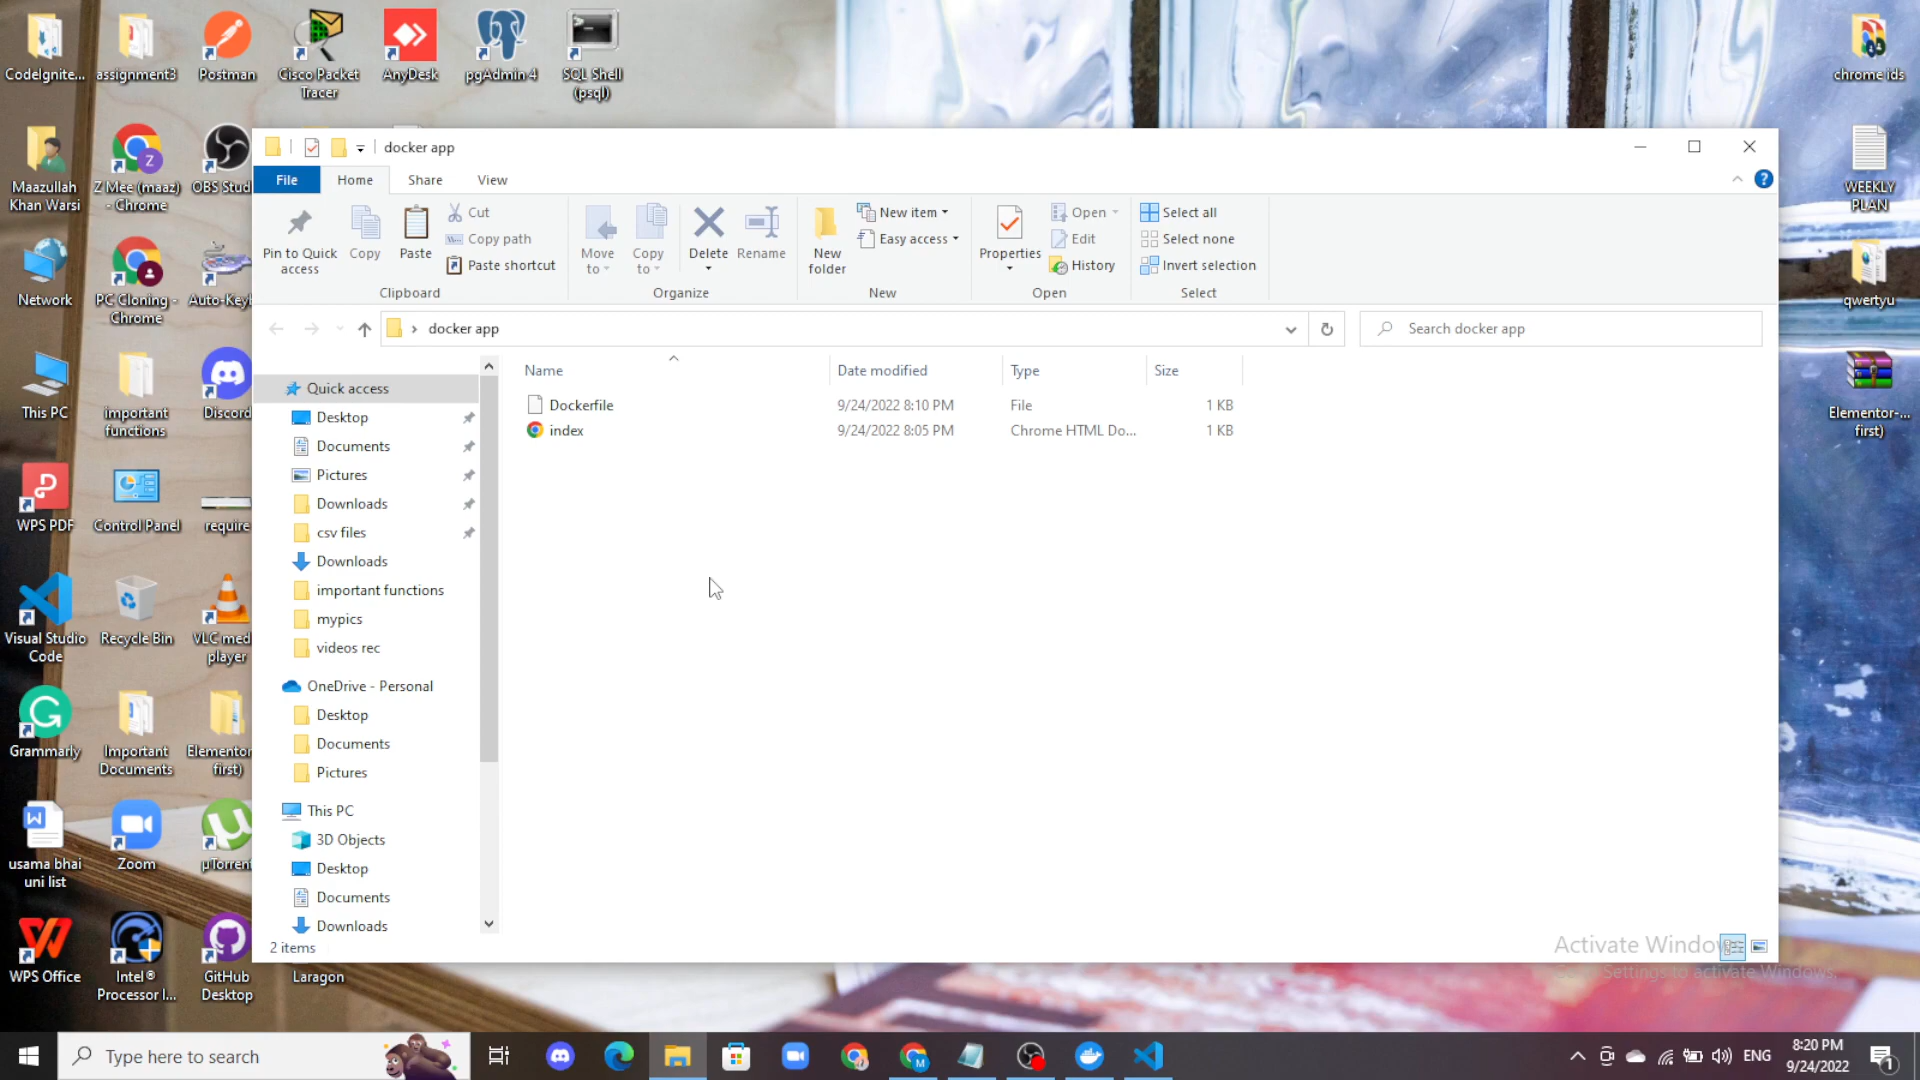 CodeIgnite...
assignment3
Postman
Cisco Packet
Tracer
AnyDesk
pgAdmin 4
SQL Shell
(psql)
chrome ids
Maazullah
Khan Warsi
Z Mee (maaz)
- Chrome
OBS Stud
WEEKLY
PLAN
Network
PC Cloning -
Chrome
Auto-Key
qwertyu
This PC
important
functions
Discord
Elementor-...
first)
WPS PDF
Control Panel
require
Visual Studio
Code
Recycle Bin
VLC med
player
Grammarly
Important
Documents
Elementor
first)
usama bhai
uni list
Zoom
µTorrent
WPS Office
Intel®
Processor I...
GitHub
Desktop
Laragon
docker app
File
Home
Share
View
Pin to Quick
access
Copy
Paste
Cut
Copy path
Paste shortcut
Clipboard
Move
to
Copy
to
Delete
Rename
Organize
New
folder
New item
Easy access
New
Properties
Open
Edit
History
Open
Select all
Select none
Invert selection
Select
docker app
Search docker app
Name
Date modified
Type
Size
Dockerfile
9/24/2022 8:10 PM
File
1 KB
index
9/24/2022 8:05 PM
Chrome HTML Do...
1 KB
Quick access
Desktop
Documents
Pictures
Downloads
csv files
Downloads
important functions
mypics
videos rec
OneDrive - Personal
Desktop
Documents
Pictures
This PC
3D Objects
Desktop
Documents
Downloads
2 items
Activate Windows
Settings to activate Windows.
Type here to search
ENG
8:20 PM
9/24/2022
1